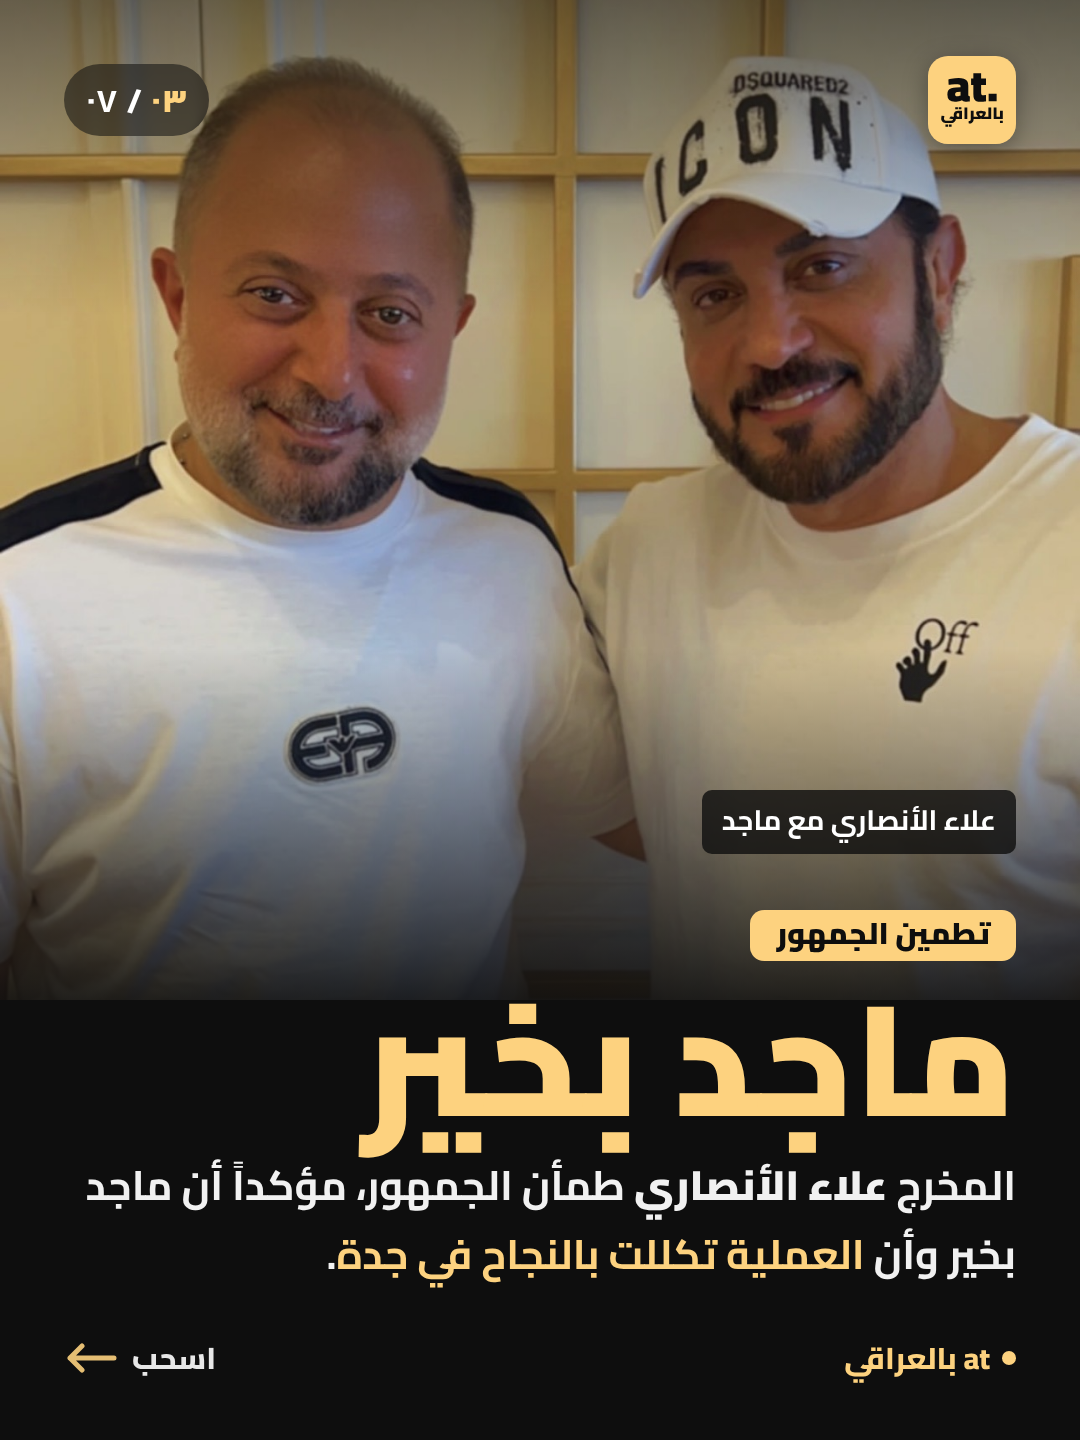 ٠٣ / ٠٧
at.
بالعراقي
DSQUARED2
ICON
Off
علاء الأنصاري مع ماجد
تطمين الجمهور
ماجد بخير
المخرج علاء الأنصاري طمأن الجمهور، مؤكداً أن ماجد
بخير وأن العملية تكللت بالنجاح في جدة.
at بالعراقي
اسحب